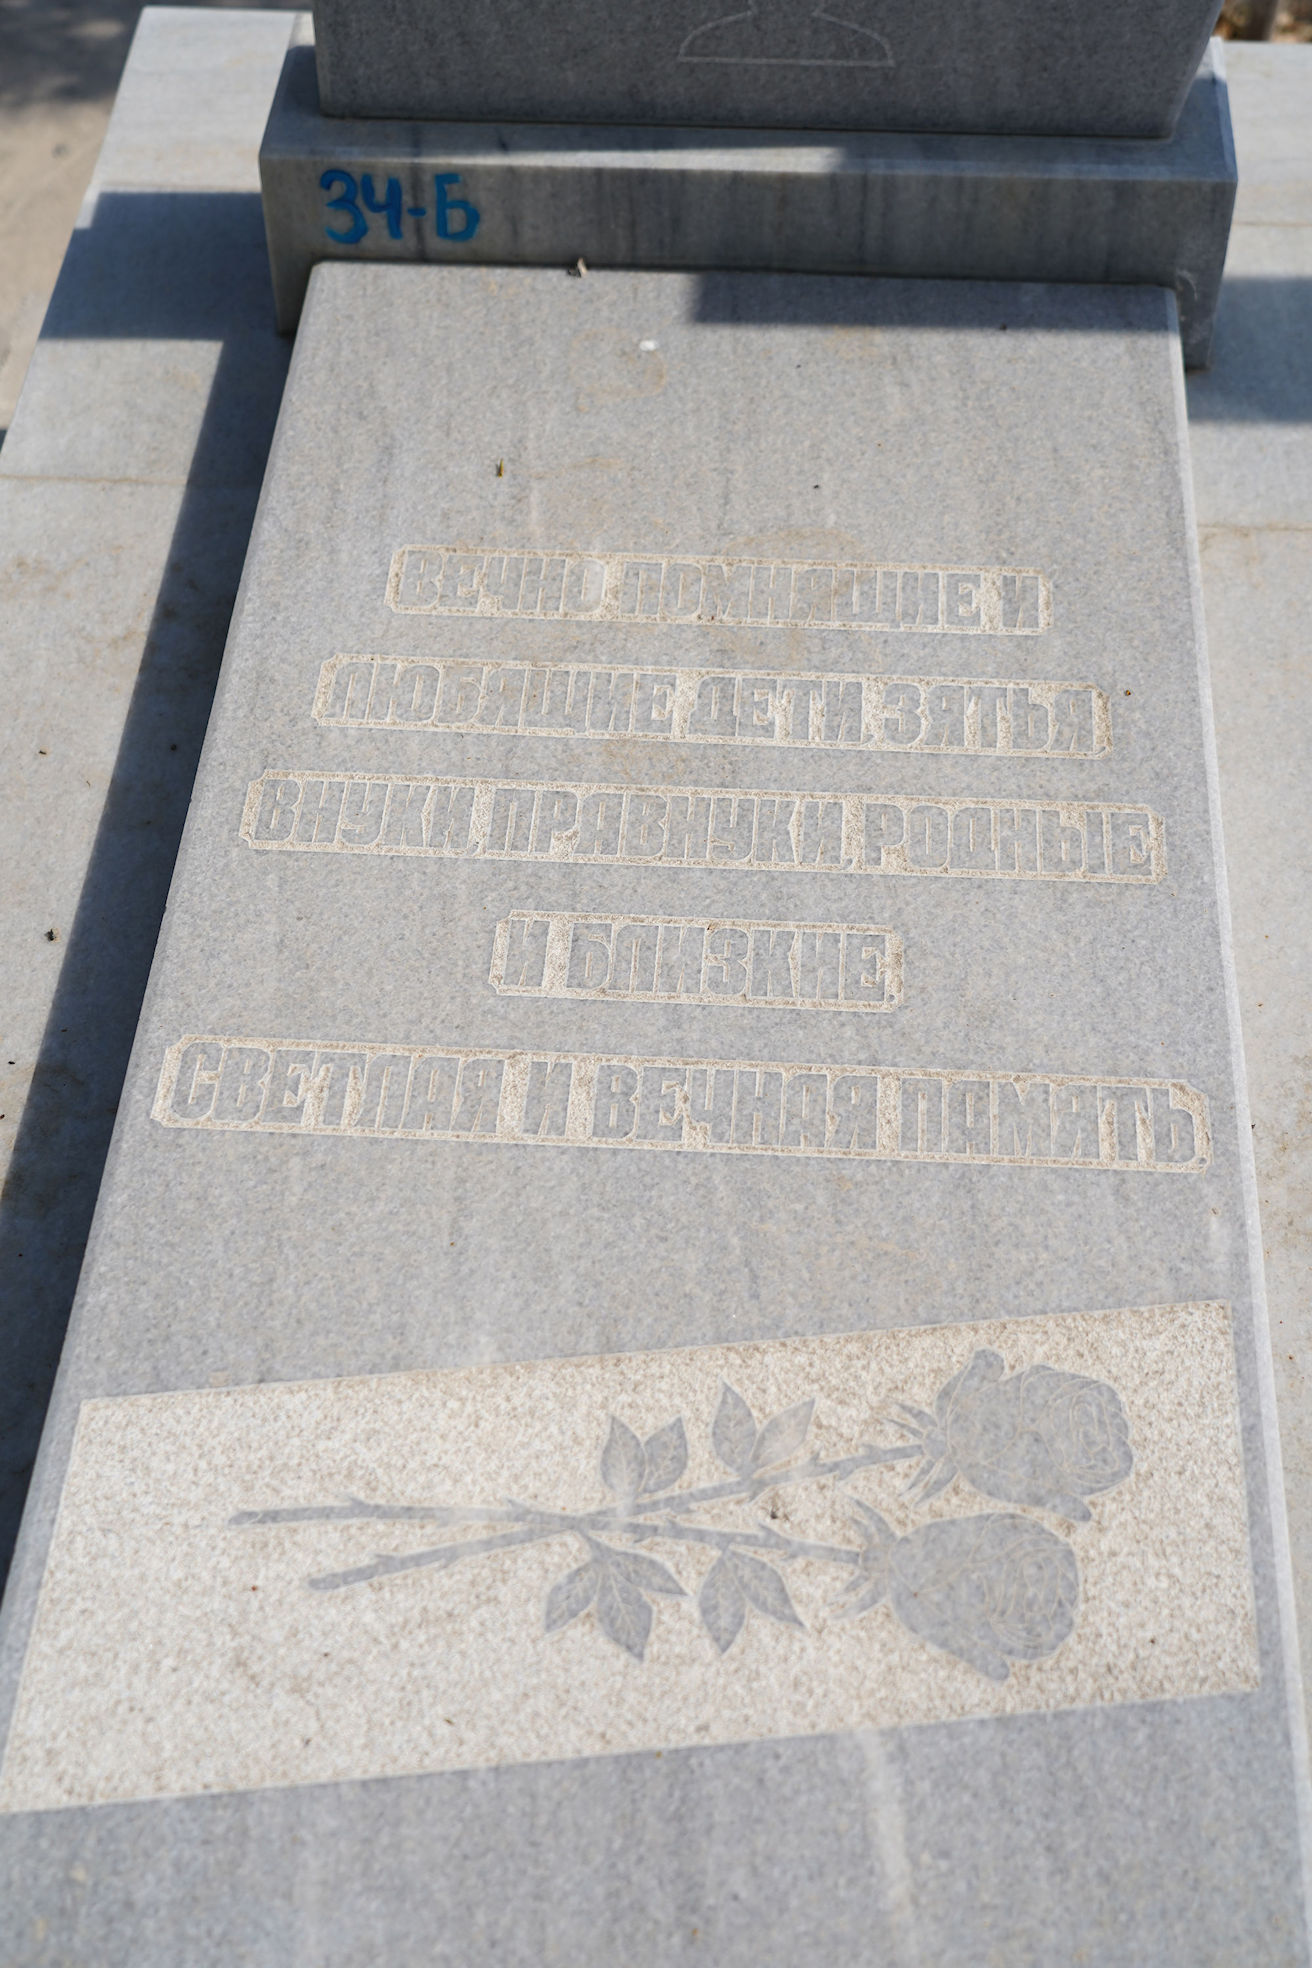 34-Б
ВЕЧНО ПОМНЯЩИЕ И
ЛЮБЯЩИЕ ДЕТИ, ЗЯТЬЯ
ВНУКИ, ПРАВНУКИ, РОДНЫЕ
И БЛИЗКИЕ.
СВЕТЛАЯ И ВЕЧНАЯ ПАМЯТЬ.